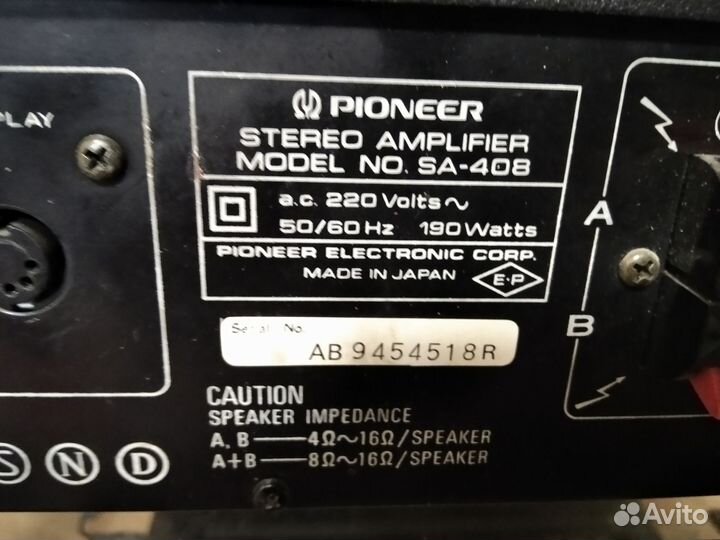 PLAY
PIONEER
STEREO AMPLIFIER
MODEL NO. SA-408
a.c. 220 Volts ~
50/60 Hz 190 Watts
PIONEER ELECTRONIC CORP.
MADE IN JAPAN E·P
Serial No.
AB 9454518R
CAUTION
SPEAKER IMPEDANCE
A, B — 4Ω~16Ω/SPEAKER
A+B — 8Ω~16Ω/SPEAKER
S N D
A
B
Avito